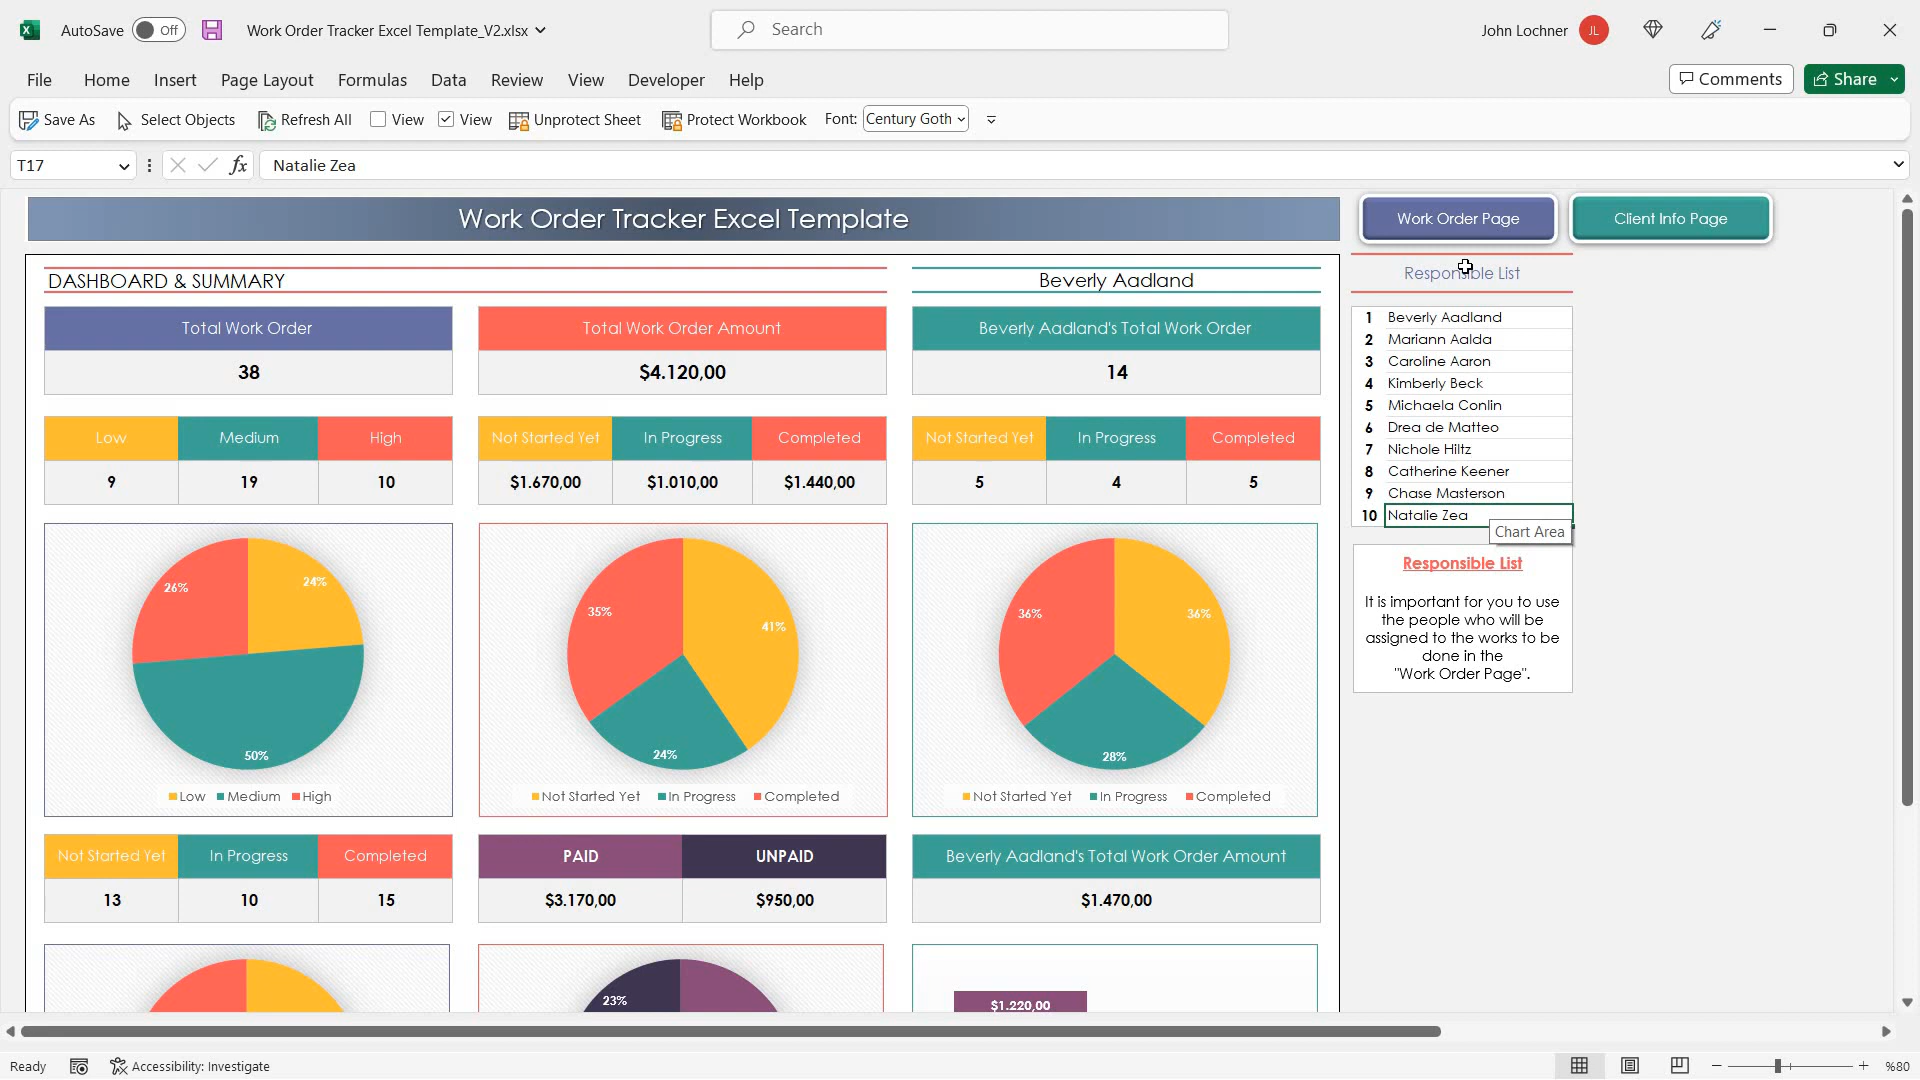 AutoSave Off Work Order Tracker Excel Template_V2.xlsx Search John Lochner JL
File Home Insert Page Layout Formulas Data Review View Developer Help Comments Share
Save As Select Objects Refresh All View View Unprotect Sheet Protect Workbook Font: Century Goth
T17 fx Natalie Zea
Work Order Tracker Excel Template
Work Order Page Client Info Page
DASHBOARD & SUMMARY
Beverly Aadland
Responsible List
Total Work Order
38
Total Work Order Amount
$4.120,00
Beverly Aadland's Total Work Order
14
1 Beverly Aadland
2 Mariann Aalda
3 Caroline Aaron
4 Kimberly Beck
5 Michaela Conlin
6 Drea de Matteo
7 Nichole Hiltz
8 Catherine Keener
9 Chase Masterson
10 Natalie Zea
Chart Area
Low Medium High
9 19 10
Not Started Yet In Progress Completed
$1.670,00 $1.010,00 $1.440,00
Not Started Yet In Progress Completed
5 4 5
Responsible List
It is important for you to use
the people who will be
assigned to the works to be
done in the
"Work Order Page".
26% 24%
50%
Low Medium High
35% 41%
24%
Not Started Yet In Progress Completed
36% 36%
28%
Not Started Yet In Progress Completed
Not Started Yet In Progress Completed
13 10 15
PAID UNPAID
$3.170,00 $950,00
Beverly Aadland's Total Work Order Amount
$1.470,00
23%
$1.220,00
Ready Accessibility: Investigate %80